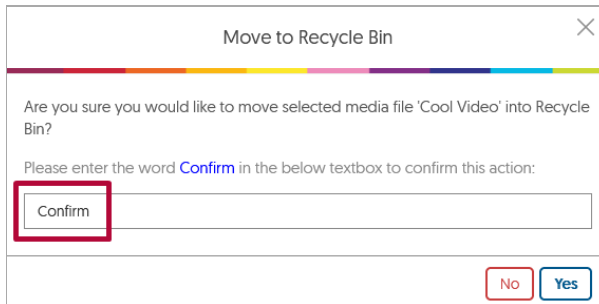 Move to Recycle Bin
Are you sure you would like to move selected media file 'Cool Video' into Recycle
Bin?
Please enter the word Confirm in the below textbox to confirm this action:
Confirm
No Yes